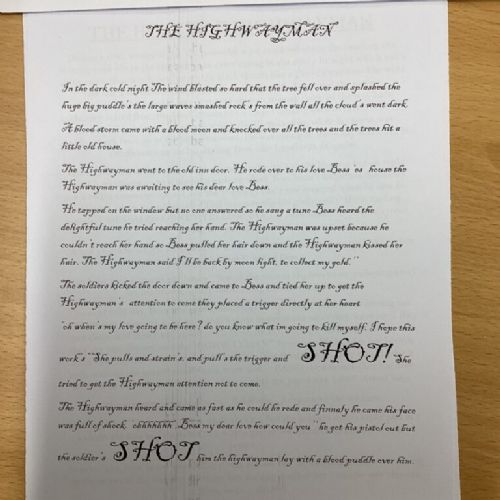 THE HIGHWAYMAN
In the dark cold night The wind blasted so hard that the tree fell over and splashed the
huge big puddle's the large waves smashed rock's from the wall all the cloud's went dark.
A blood storm came with a blood moon and knocked over all the trees and the trees hit a
little old house.
The Highwayman went to the old inn door. He rode over to his love Bess 'es house the
Highwayman was awaiting to see his dear love Bess.
He tapped on the window but no one answered so he sang a tune Bess heard the
delightful tune he tried reaching her hand. The Highwayman was upset because he
couldn't reach her hand so Bess pulled her hair down and the Highwayman kissed her
hair. The Highwayman said I'll be back by moon light, to collect my gold."
The soldiers kicked the door down and came to Bess and tied her up to get the
Highwayman's attention to come they placed a trigger directly at her heart
"oh when's my love going to be here? do you know what im going to kill myself, I hope this
work's "She pulls and strain's, and pull's the trigger and SHOT! She
tried to get the Highwayman attention not to come.
The Highwayman heard and came as fast as he could he rode and finnaly he came his face
was full of shock, "ohhhhhhh" Bess my dear love how could you" he got his pistol out but
the soldier's SHOT him the highwayman lay with a blood puddle over him.